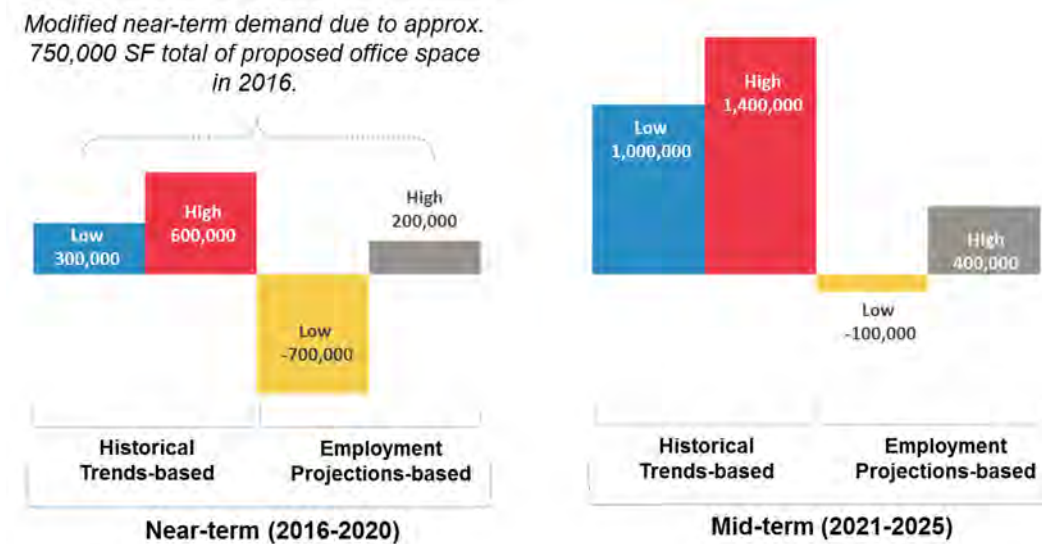 Modified near-term demand due to approx.
750,000 SF total of proposed office space
in 2016.
Low
300,000
High
600,000
Low
-700,000
High
200,000
Historical
Trends-based
Employment
Projections-based
Near-term (2016-2020)
Low
1,000,000
High
1,400,000
Low
-100,000
High
400,000
Historical
Trends-based
Employment
Projections-based
Mid-term (2021-2025)